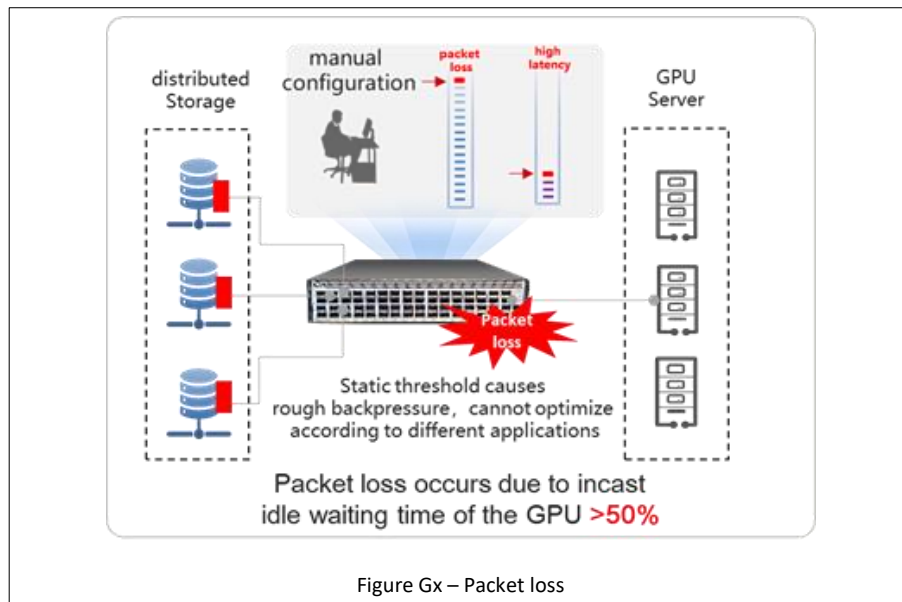 manual
configuration
packet
loss
high
latency
distributed
Storage
GPU
Server
Packet
loss
Static threshold causes
rough backpressure, cannot optimize
according to different applications
Packet loss occurs due to incast
idle waiting time of the GPU >50%
Figure Gx – Packet loss